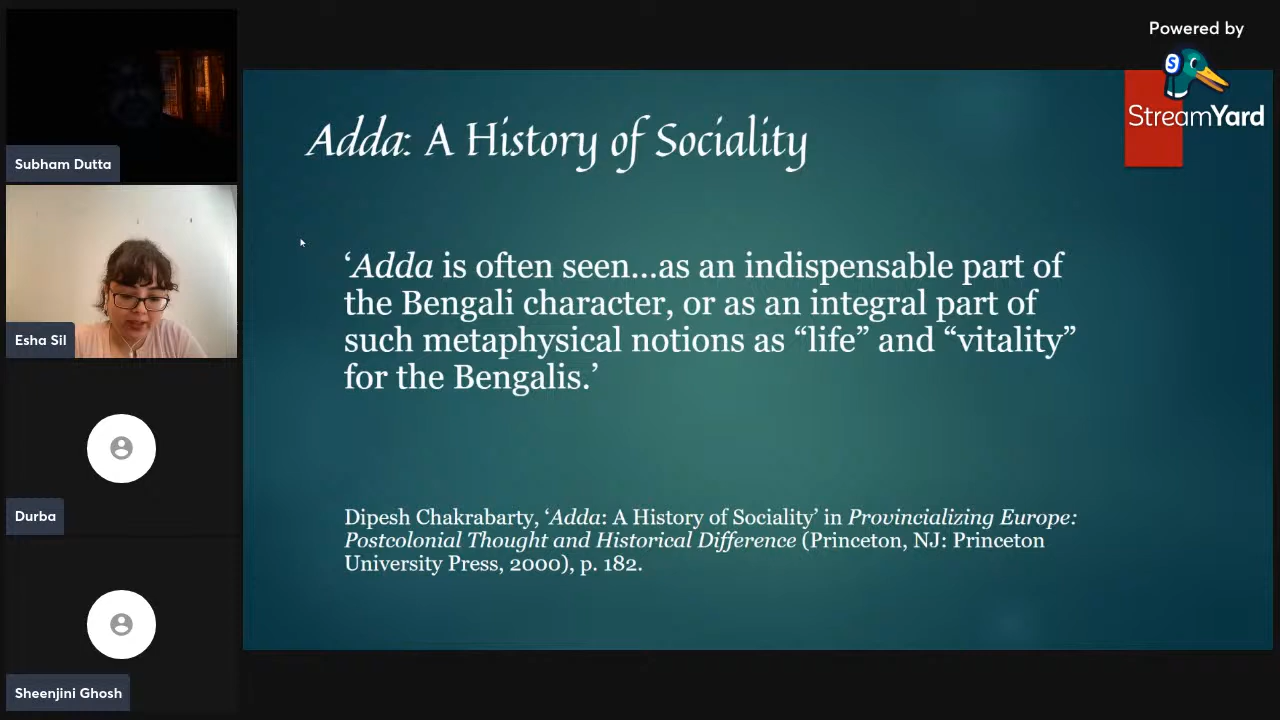 Powered by
StreamYard
Subham Dutta
Esha Sil
Durba
Sheenjini Ghosh
Adda: A History of Sociality
‘Adda is often seen...as an indispensable part of
the Bengali character, or as an integral part of
such metaphysical notions as “life” and “vitality”
for the Bengalis.’
Dipesh Chakrabarty, ‘Adda: A History of Sociality’ in Provincializing Europe:
Postcolonial Thought and Historical Difference (Princeton, NJ: Princeton
University Press, 2000), p. 182.